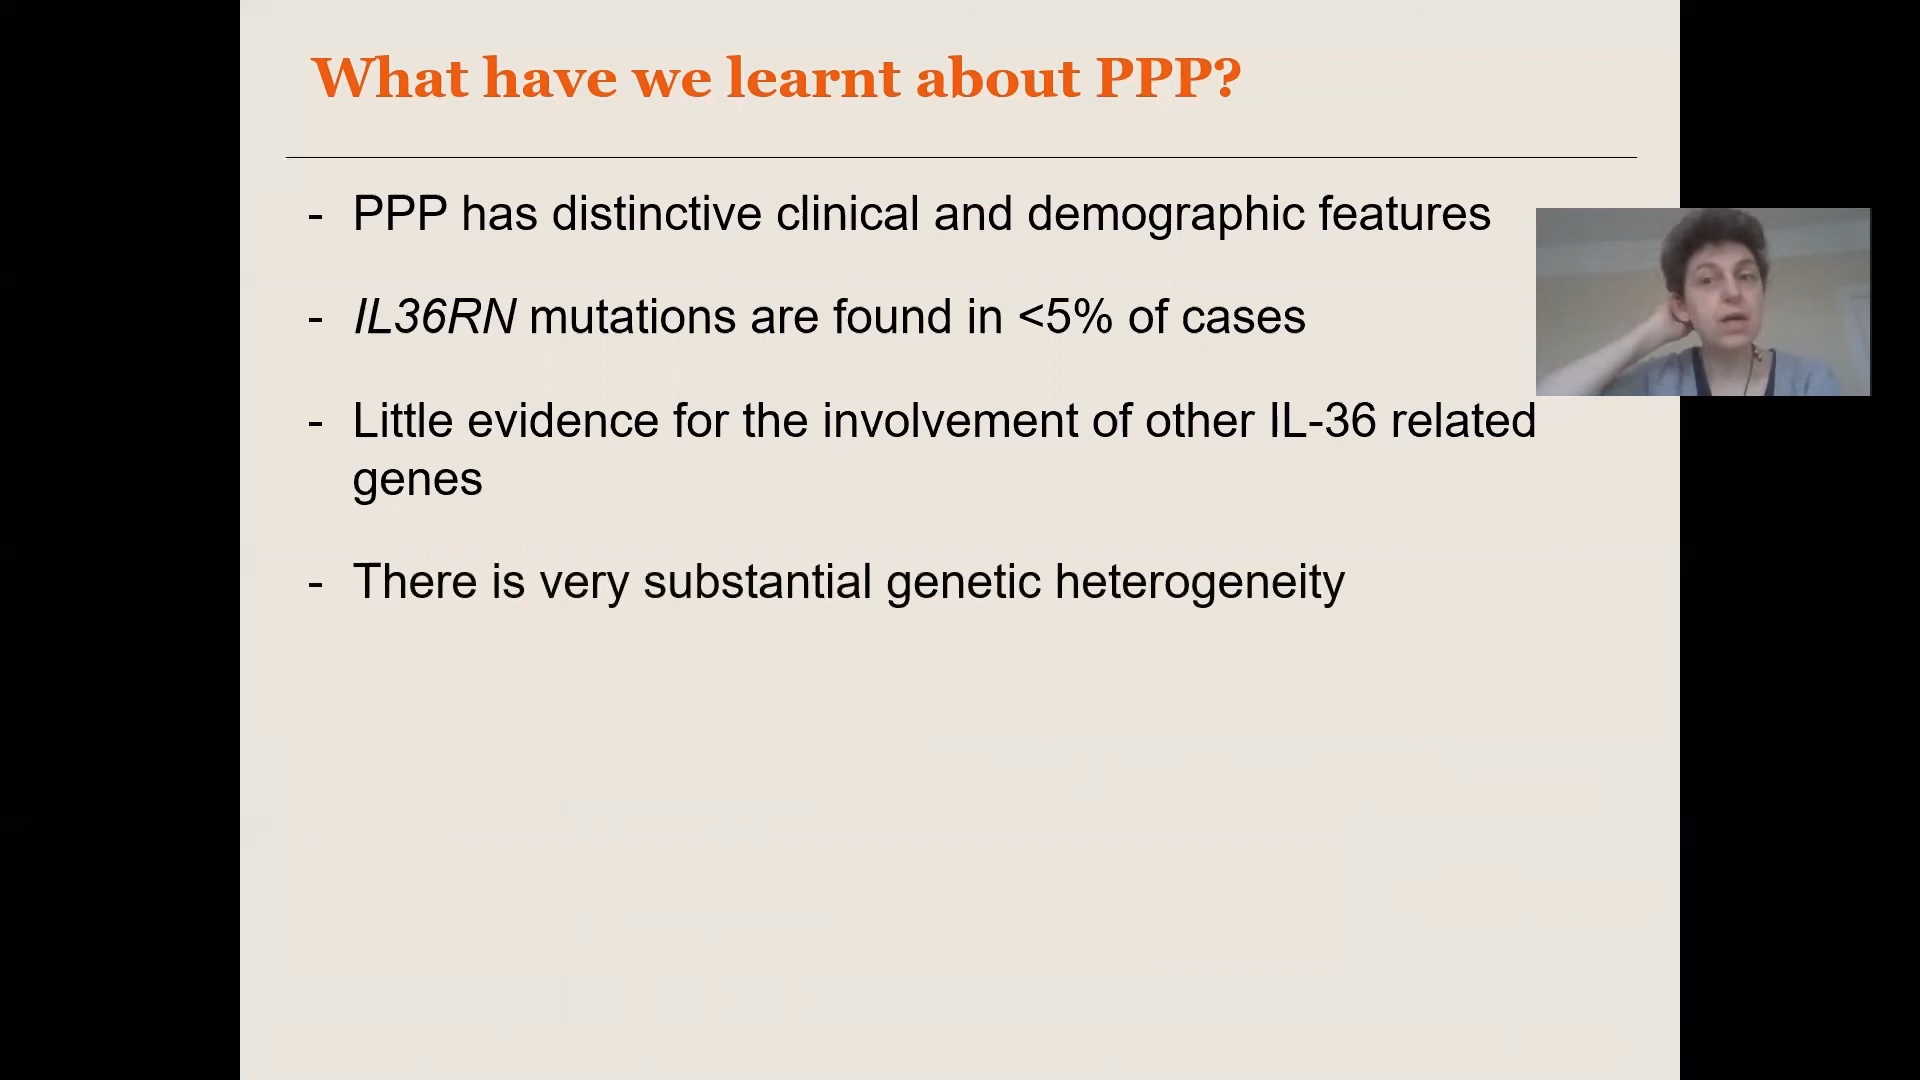 What have we learnt about PPP?
- PPP has distinctive clinical and demographic features
- IL36RN mutations are found in <5% of cases
- Little evidence for the involvement of other IL-36 related
genes
- There is very substantial genetic heterogeneity